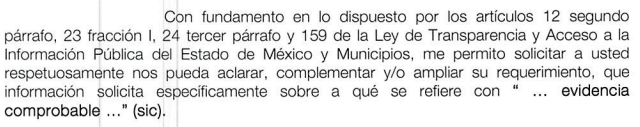 Con fundamento en lo dispuesto por los artículos 12 segundo
párrafo, 23 fracción I, 24 tercer párrafo y 159 de la Ley de Transparencia y Acceso a la
Información Pública del Estado de México y Municipios, me permito solicitar a usted
respetuosamente nos pueda aclarar, complementar y/o ampliar su requerimiento, que
información solicita específicamente sobre a qué se refiere con “ ... evidencia
comprobable ...” (sic).